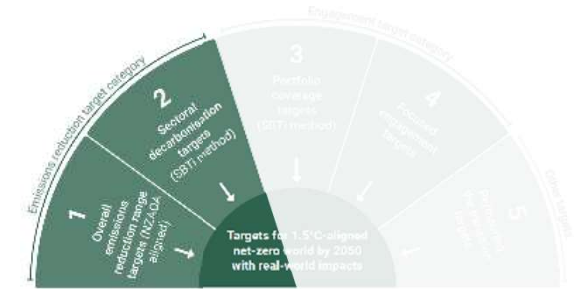 Emissions reduction target category
Engagement target category
1
Overall
emissions
reduction range
targets (NZAOA
aligned)
2
Sectoral
decarbonisation
targets
(SBTi method)
3
Portfolio
coverage
targets
(SBTi method)
4
Focused
engagement
targets
5
Other targets
Targets for 1.5°C-aligned
net-zero world by 2050
with real-world impacts